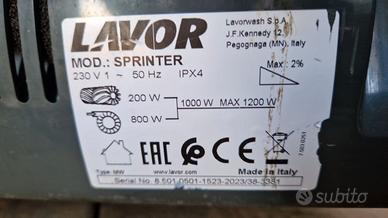 LAVOR
Lavorwash S.p.A.
J.F.Kennedy 12,
Pegognaga (MN), Italy
MOD.: SPRINTER
230 V 1 ~ 50 Hz IPX4
Max : 2%
200 W
1000 W MAX 1200 W
800 W
EAC
CE
Type: MW
www.lavor.com
Made in Italy
Serial No. 8.501.0501-1523-2023/38-3381
subito